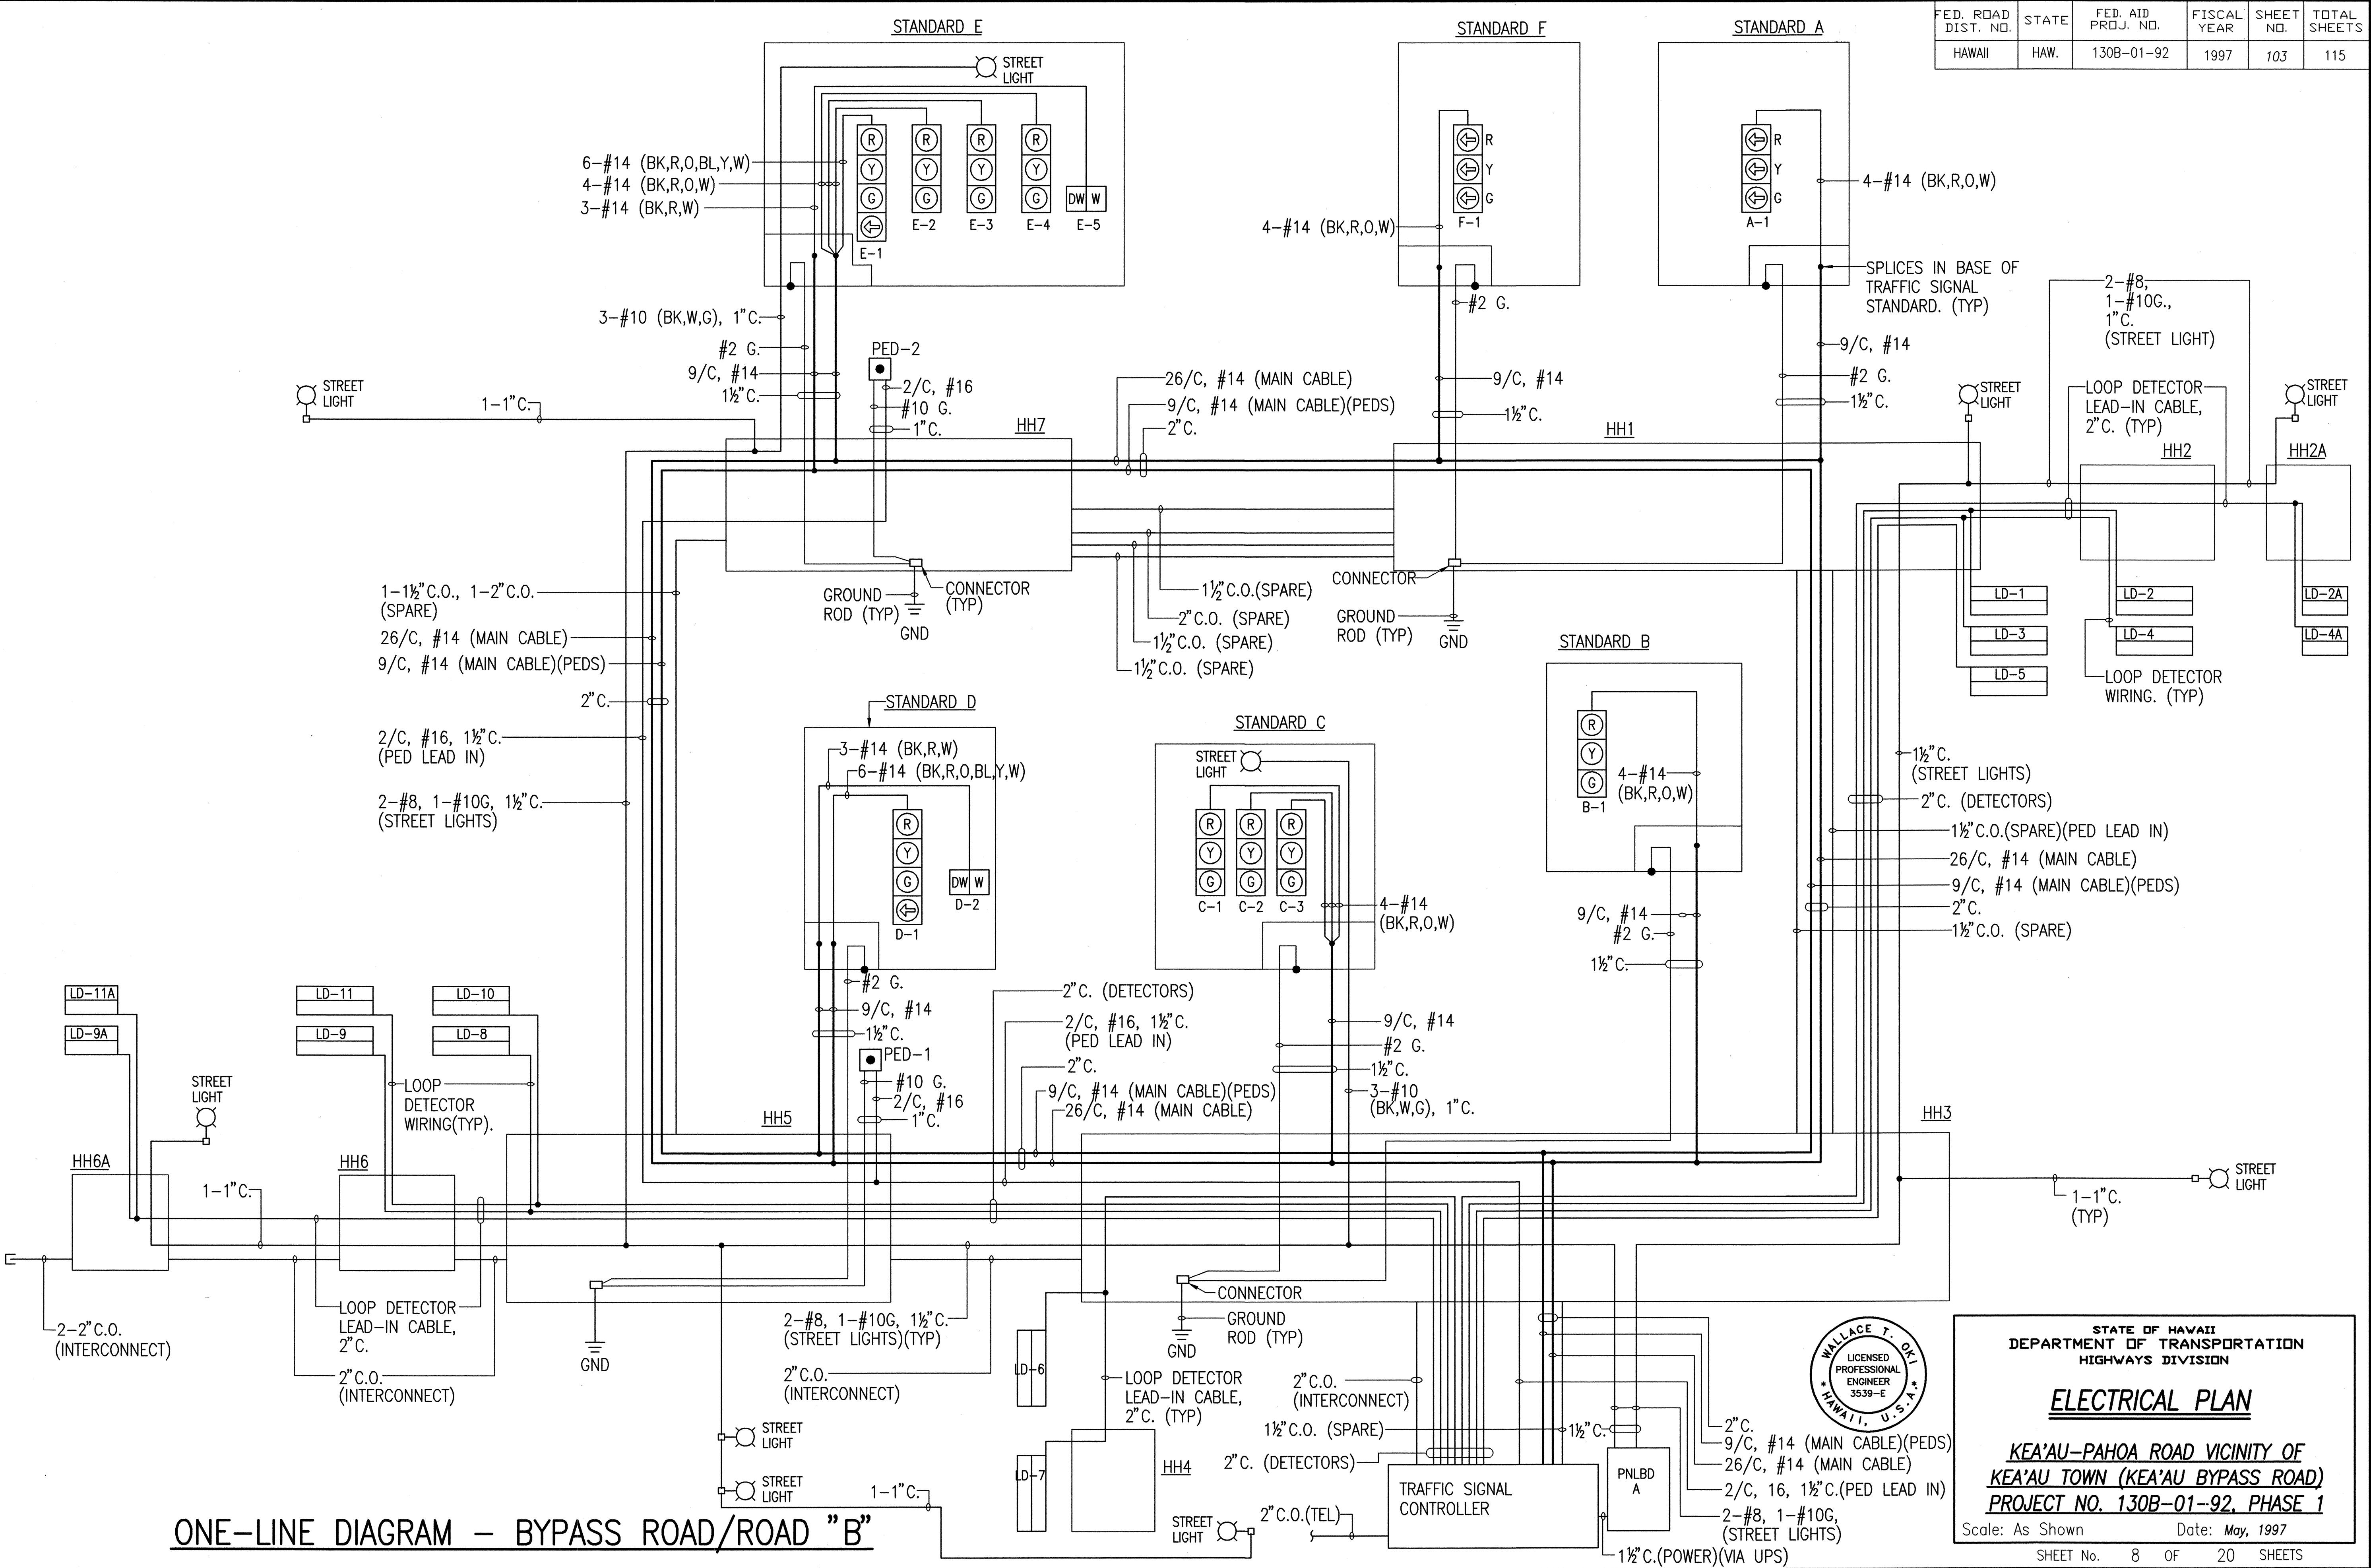 FED. ROAD DIST. NO.
STATE
FED. AID PROJ. NO.
FISCAL YEAR
SHEET NO.
TOTAL SHEETS
HAWAII
HAW.
130B-01-92
1997
103
115
STANDARD E
STREET
LIGHT
6-#14 (BK,R,O,BL,Y,W)
4-#14 (BK,R,O,W)
3-#14 (BK,R,W)
R
Y
G
E-1
R
Y
G
E-2
R
Y
G
E-3
R
Y
G
E-4
DW W
E-5
3-#10 (BK,W,G), 1"C.
#2 G.
9/C, #14
1½"C.
STANDARD F
R
Y
G
F-1
4-#14 (BK,R,O,W)
#2 G.
9/C, #14
1½"C.
STANDARD A
R
Y
G
A-1
4-#14 (BK,R,O,W)
SPLICES IN BASE OF
TRAFFIC SIGNAL
STANDARD. (TYP)
9/C, #14
#2 G.
1½"C.
2-#8,
1-#10G.,
1"C.
(STREET LIGHT)
STREET
LIGHT
LOOP DETECTOR
LEAD-IN CABLE,
2"C. (TYP)
STREET
LIGHT
HH2
HH2A
STREET
LIGHT
1-1"C.
PED-2
2/C, #16
#10 G.
1"C.
HH7
26/C, #14 (MAIN CABLE)
9/C, #14 (MAIN CABLE)(PEDS)
2"C.
HH1
1-1½"C.O., 1-2"C.O.
(SPARE)
26/C, #14 (MAIN CABLE)
9/C, #14 (MAIN CABLE)(PEDS)
2"C.
2/C, #16, 1½"C.
(PED LEAD IN)
2-#8, 1-#10G, 1½"C.
(STREET LIGHTS)
GROUND
ROD (TYP)
CONNECTOR
(TYP)
GND
1½"C.O.(SPARE)
2"C.O. (SPARE)
1½"C.O. (SPARE)
1½"C.O. (SPARE)
CONNECTOR
GROUND
ROD (TYP)
GND
LD-1
LD-3
LD-5
LD-2
LD-4
LD-2A
LD-4A
LOOP DETECTOR
WIRING. (TYP)
STANDARD D
3-#14 (BK,R,W)
6-#14 (BK,R,O,BL,Y,W)
R
Y
G
D-1
DW W
D-2
#2 G.
9/C, #14
1½"C.
PED-1
#10 G.
2/C, #16
1"C.
STANDARD C
STREET
LIGHT
R
Y
G
C-1
R
Y
G
C-2
R
Y
G
C-3
4-#14
(BK,R,O,W)
9/C, #14
#2 G.
1½"C.
3-#10
(BK,W,G), 1"C.
STANDARD B
R
Y
G
B-1
4-#14
(BK,R,O,W)
9/C, #14
#2 G.
1½"C.
1½"C.
(STREET LIGHTS)
2"C. (DETECTORS)
1½"C.O.(SPARE)(PED LEAD IN)
26/C, #14 (MAIN CABLE)
9/C, #14 (MAIN CABLE)(PEDS)
2"C.
1½"C.O. (SPARE)
2"C. (DETECTORS)
2/C, #16, 1½"C.
(PED LEAD IN)
2"C.
9/C, #14 (MAIN CABLE)(PEDS)
26/C, #14 (MAIN CABLE)
LD-11A
LD-9A
LD-11
LD-9
LD-10
LD-8
STREET
LIGHT
LOOP
DETECTOR
WIRING(TYP).
HH6A
HH6
HH5
HH3
1-1"C.
STREET
LIGHT
1-1"C.
(TYP)
2-2"C.O.
(INTERCONNECT)
LOOP DETECTOR
LEAD-IN CABLE,
2"C.
2"C.O.
(INTERCONNECT)
GND
2-#8, 1-#10G, 1½"C.
(STREET LIGHTS)(TYP)
2"C.O.
(INTERCONNECT)
STREET
LIGHT
STREET
LIGHT
1-1"C.
LD-6
LD-7
LOOP DETECTOR
LEAD-IN CABLE,
2"C. (TYP)
HH4
CONNECTOR
GROUND
ROD (TYP)
GND
2"C.O.
(INTERCONNECT)
1½"C.O. (SPARE)
2"C. (DETECTORS)
STREET
LIGHT
2"C.O.(TEL)
TRAFFIC SIGNAL
CONTROLLER
1½"C.
PNLBD
A
2"C.
9/C, #14 (MAIN CABLE)(PEDS)
26/C, #14 (MAIN CABLE)
2/C, 16, 1½"C.(PED LEAD IN)
2-#8, 1-#10G,
(STREET LIGHTS)
1½"C.(POWER)(VIA UPS)
WALLACE T. OKI
LICENSED
PROFESSIONAL
ENGINEER
3539-E
* HAWAII, U.S.A. *
STATE OF HAWAII
DEPARTMENT OF TRANSPORTATION
HIGHWAYS DIVISION
ELECTRICAL PLAN
KEA'AU-PAHOA ROAD VICINITY OF
KEA'AU TOWN (KEA'AU BYPASS ROAD)
PROJECT NO. 130B-01-92, PHASE 1
Scale: As Shown Date: May, 1997
SHEET No. 8 OF 20 SHEETS
ONE-LINE DIAGRAM - BYPASS ROAD/ROAD "B"